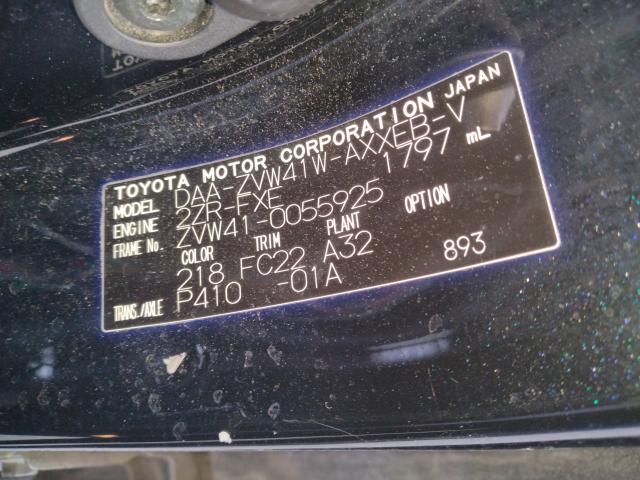 TOYOTA MOTOR CORPORATION JAPAN
MODEL DAA-ZVW41W-AXXEB-V
ENGINE 2ZR-FXE 1797 mL
FRAME No. ZVW41-0055925
COLOR TRIM PLANT OPTION
218 FC22 A32 893
TRANS./AXLE P410 -01A